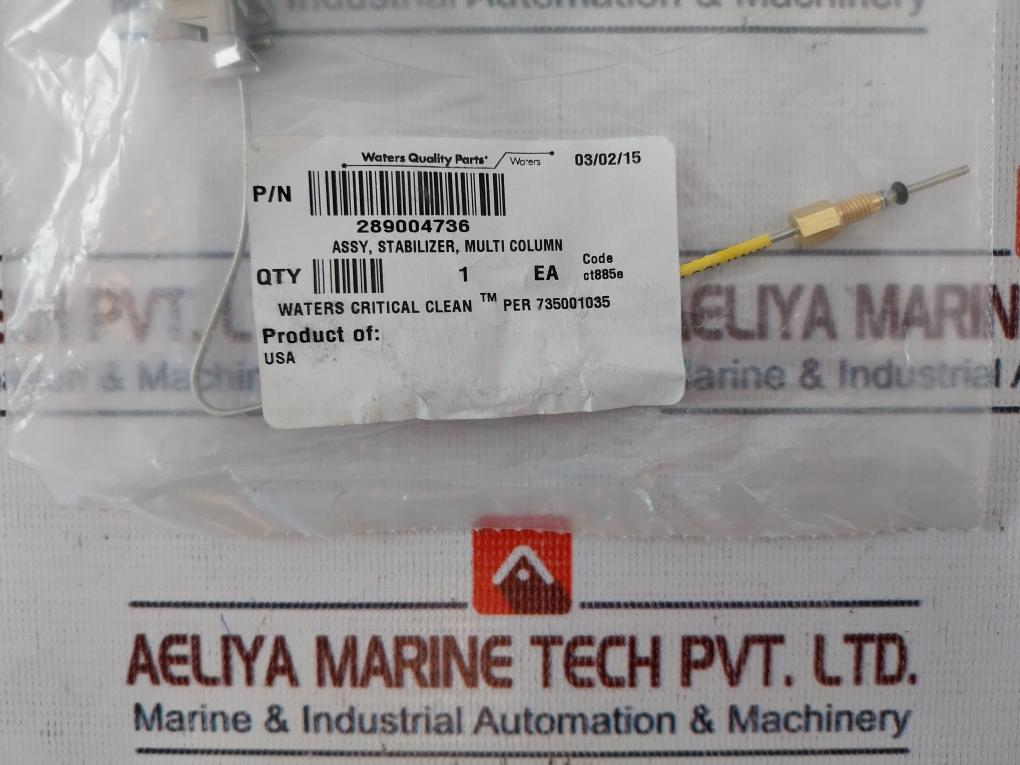 Industrial Automation & Machinery
Waters Quality Parts
Waters
03/02/15
P/N
289004736
ASSY, STABILIZER, MULTI COLUMN
QTY
1
EA
Code
ct885e
WATERS CRITICAL CLEAN ™ PER 735001035
Product of:
USA
PVT.
& Machin
AELIYA MARIN
Marine & Industrial A
AELIYA MARINE TECH PVT. LTD.
Marine & Industrial Automation & Machinery